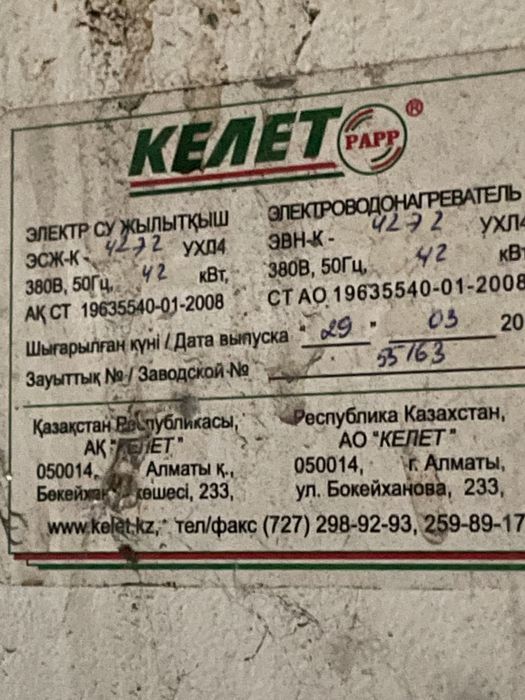 КЕЛЕТ PAPP ®
ЭЛЕКТР СУ ЖЫЛЫТҚЫШ
ЭСЖ-К - 4272 УХЛ4
380В, 50Гц, 42 кВт,
АҚ СТ 19635540-01-2008
ЭЛЕКТРОВОДОНАГРЕВАТЕЛЬ
ЭВН-К - 4272 УХЛ4
380В, 50Гц, 42 кВт
СТ АО 19635540-01-2008
Шығарылған күні / Дата выпуска " 29 " 03 20
Зауыттық № / Заводской № 55163
Қазақстан Республикасы,
АҚ "КЕЛЕТ"
050014, Алматы қ.,
Бөкейхан көшесі, 233,
Республика Казахстан,
АО "КЕЛЕТ"
050014, г. Алматы,
ул. Бокейханова, 233,
www.kelet.kz, тел/факс (727) 298-92-93, 259-89-17